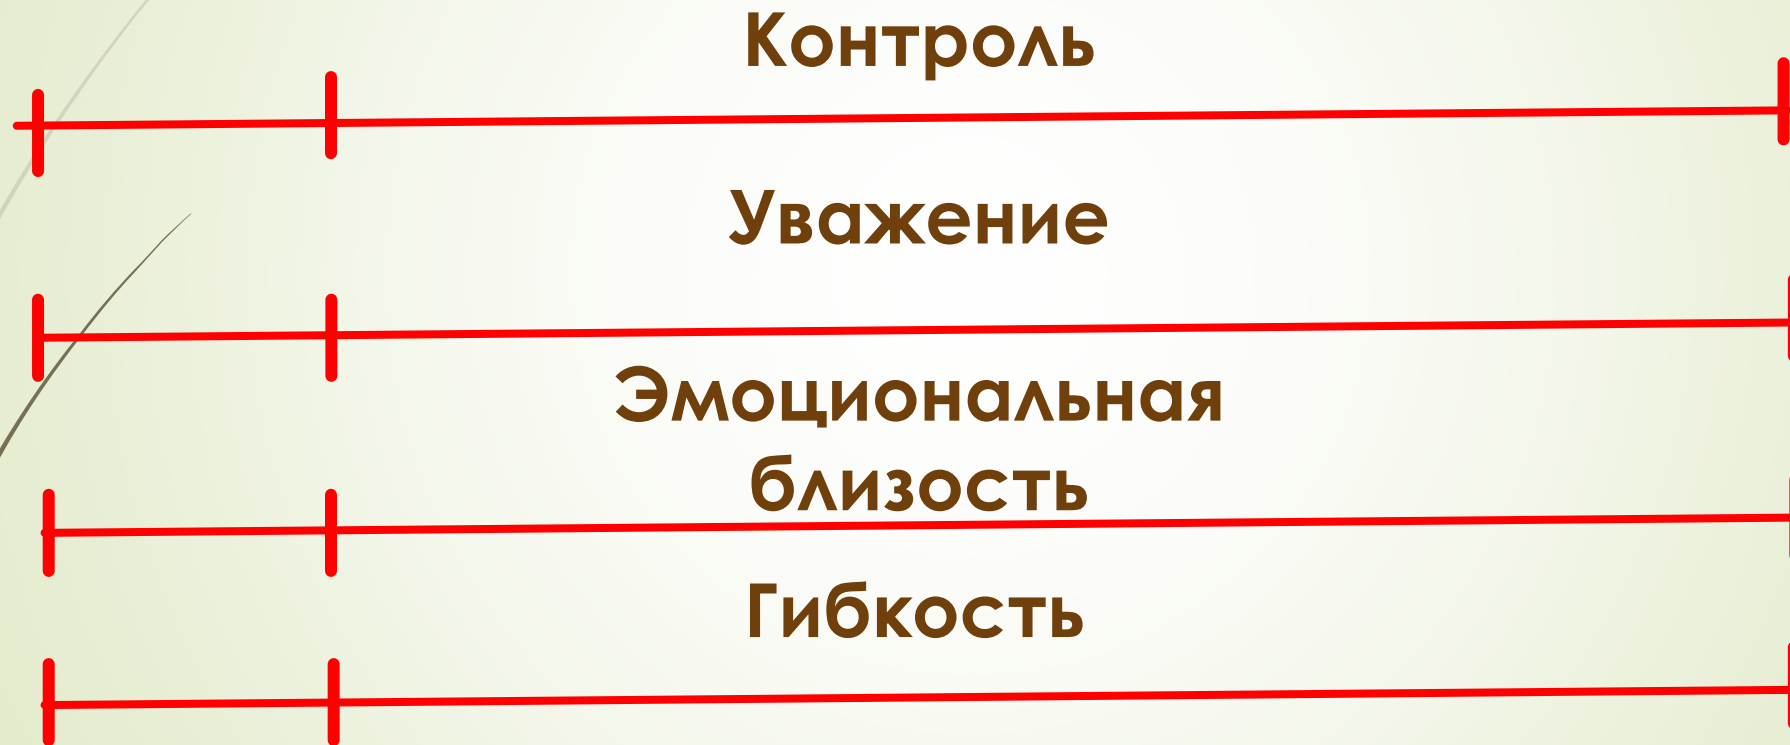 Контроль
Уважение
Эмоциональная
близость
Гибкость